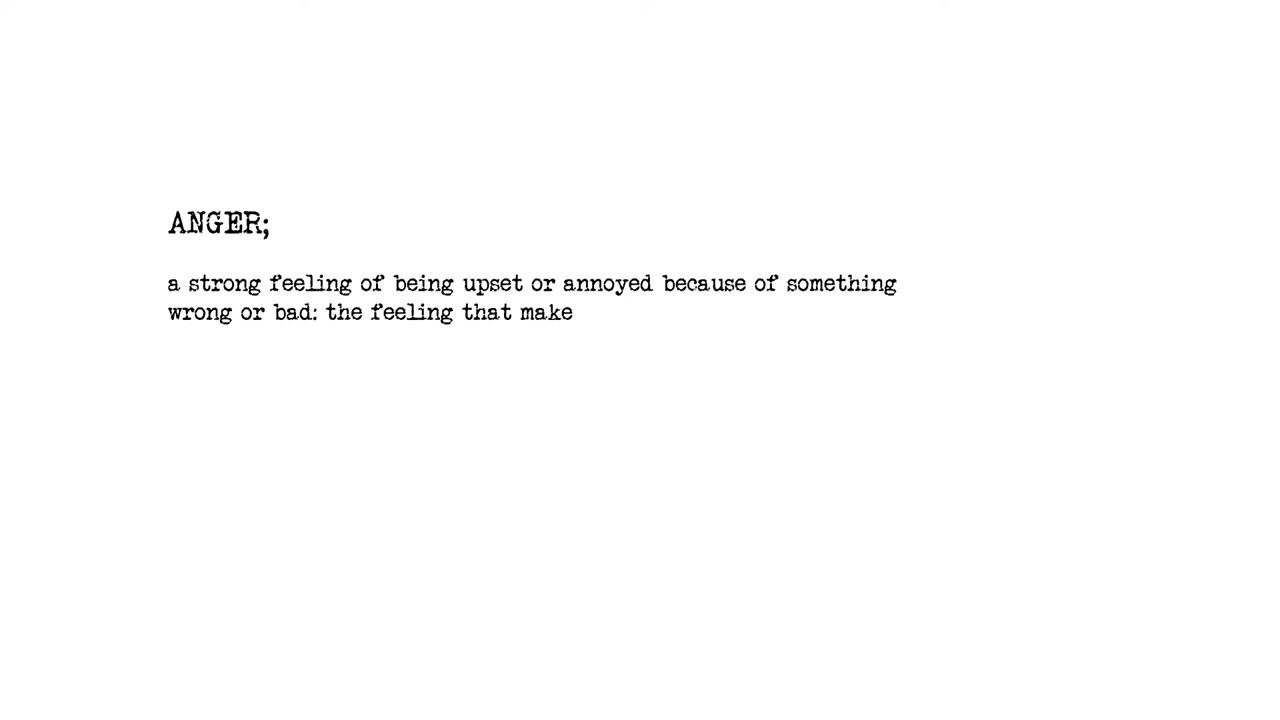 ANGER;
a strong feeling of being upset or annoyed because of something
wrong or bad: the feeling that make